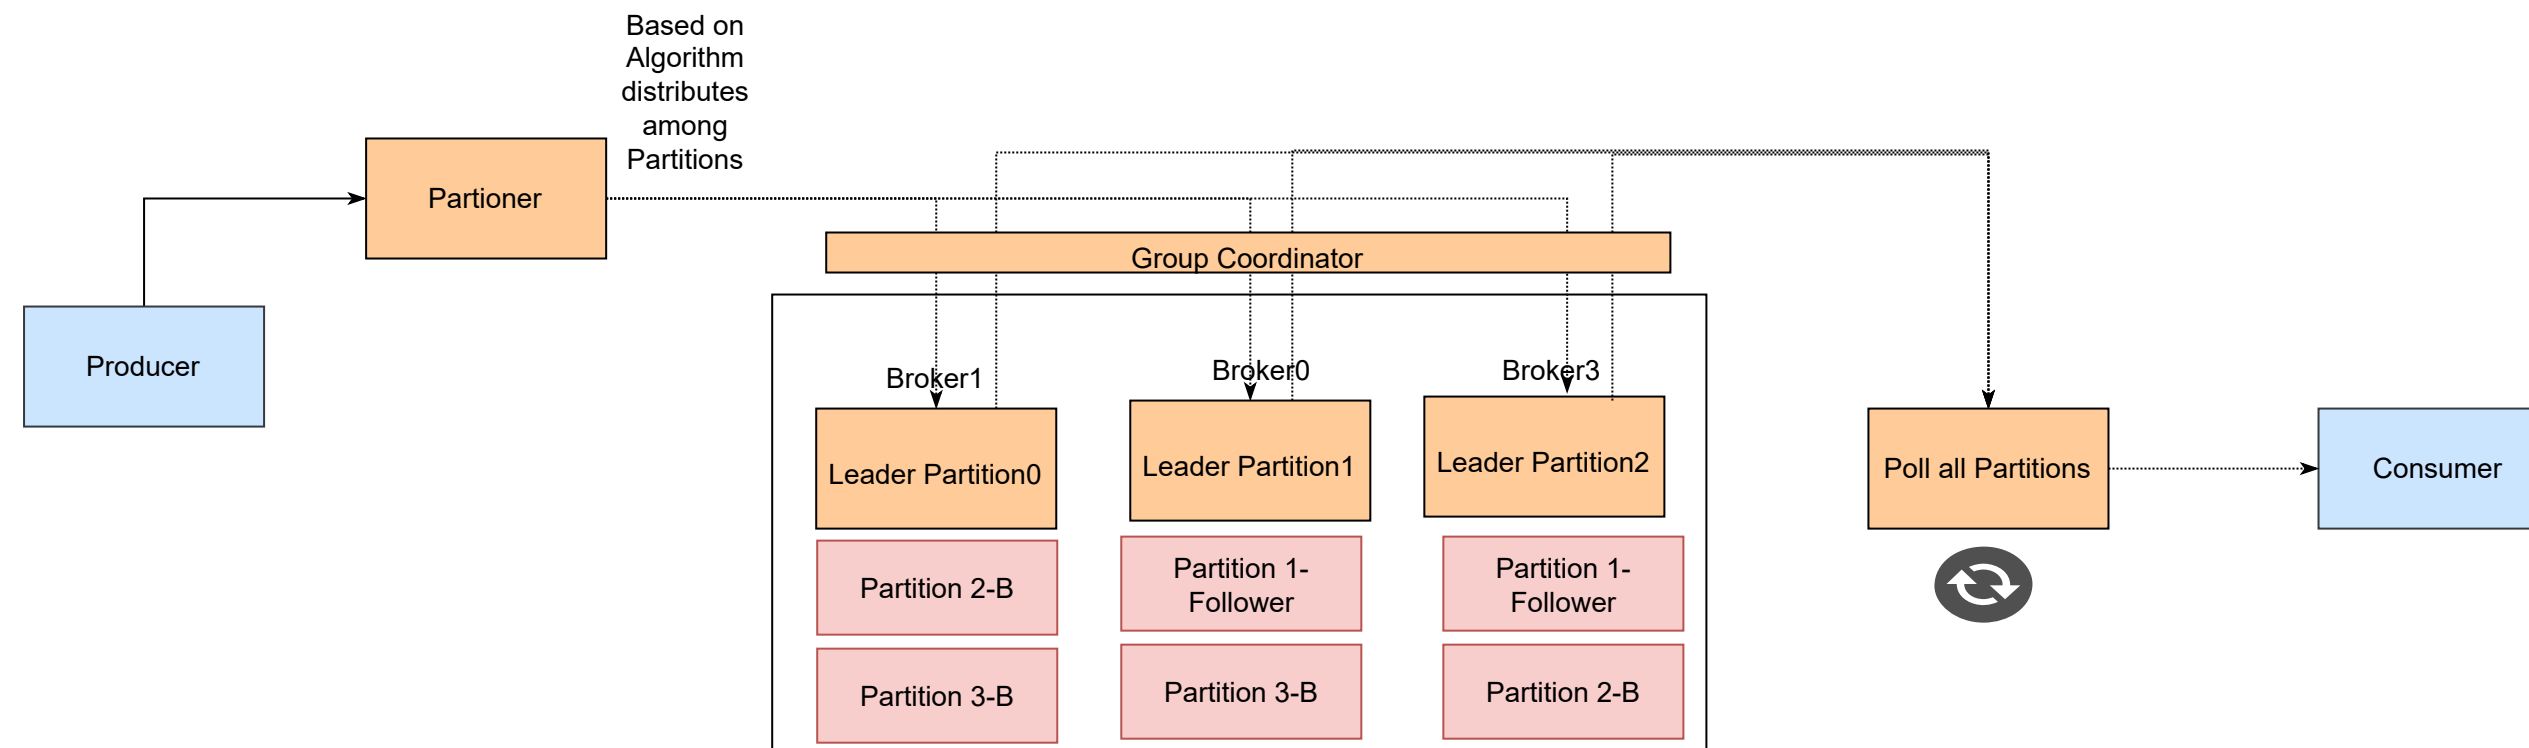 Based on
Algorithm
distributes
among
Partitions
Partioner
Group Coordinator
Producer
Broker1
Broker0
Broker3
Leader Partition0
Leader Partition1
Leader Partition2
Poll all Partitions
Consumer
Partition 2-B
Partition 1-
Follower
Partition 1-
Follower
Partition 3-B
Partition 3-B
Partition 2-B